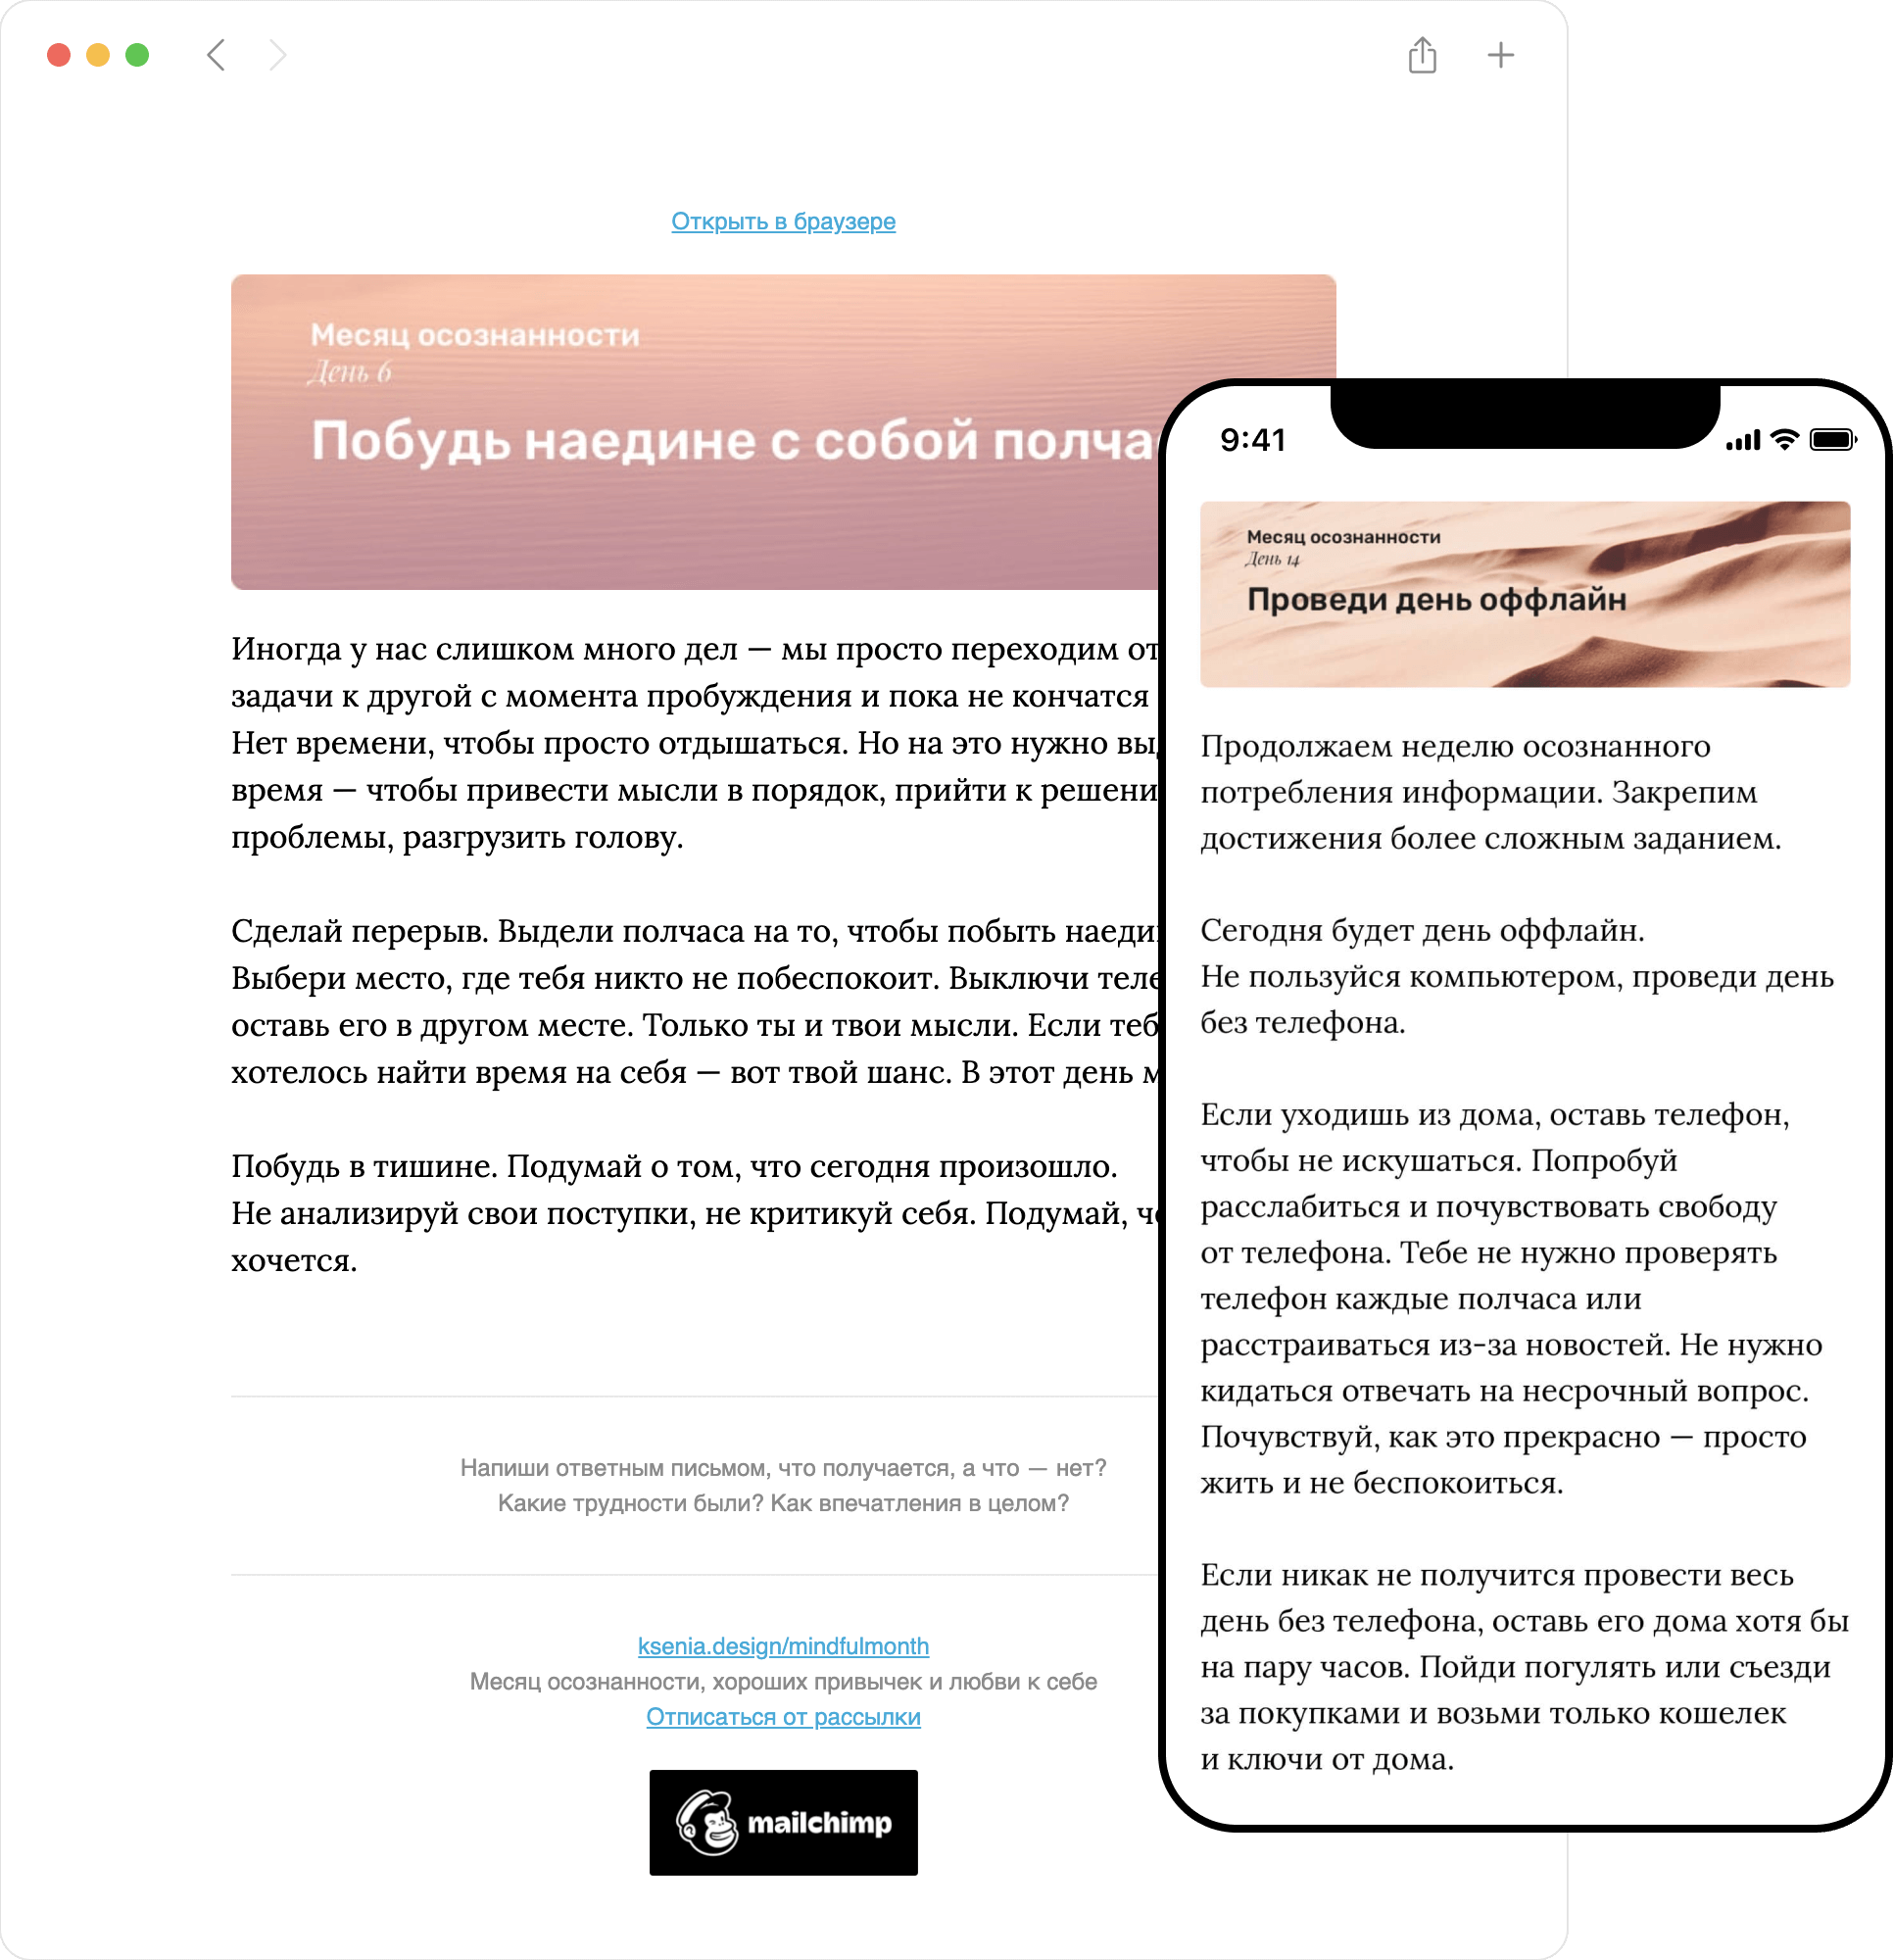 Открыть в браузере
Месяц осознанности
День 6
Побудь наедине с собой
Иногда у нас слишком много дел — мы просто переходим от
задачи к другой с момента пробуждения и пока не кончатся
Нет времени, чтобы просто отдышаться. Но на это нужно
время — чтобы привести мысли в порядок, прийти к
проблемы, разгрузить голову.
Сделай перерыв. Выдели полчаса на то, чтобы побыть
Выбери место, где тебя никто не побеспокоит. Выключи
оставь его в другом месте. Только ты и твои мысли. Если
хотелось найти время на себя — вот твой шанс. В этот день
Побудь в тишине. Подумай о том, что сегодня произошло.
Не анализируй свои поступки, не критикуй себя. Подумай,
хочется.
Напиши ответным письмом, что получается, а что — нет?
Какие трудности были? Как впечатления в целом?
ksenia.design/mindfulmonth
Месяц осознанности, хороших привычек и любви к себе
Отписаться от рассылки
mailchimp
9:41
Месяц осознанности
День 14
Проведи день оффлайн
Продолжаем неделю осознанного
потребления информации. Закрепим
достижения более сложным заданием.
Сегодня будет день оффлайн.
Не пользуйся компьютером, проведи день
без телефона.
Если уходишь из дома, оставь телефон,
чтобы не искушаться. Попробуй
расслабиться и почувствовать свободу
от телефона. Тебе не нужно проверять
телефон каждые полчаса или
расстраиваться из-за новостей. Не нужно
кидаться отвечать на несрочный вопрос.
Почувствуй, как это прекрасно — просто
жить и не беспокоиться.
Если никак не получится провести весь
день без телефона, оставь его дома хотя бы
на пару часов. Пойди погулять или съезди
за покупками и возьми только кошелек
и ключи от дома.